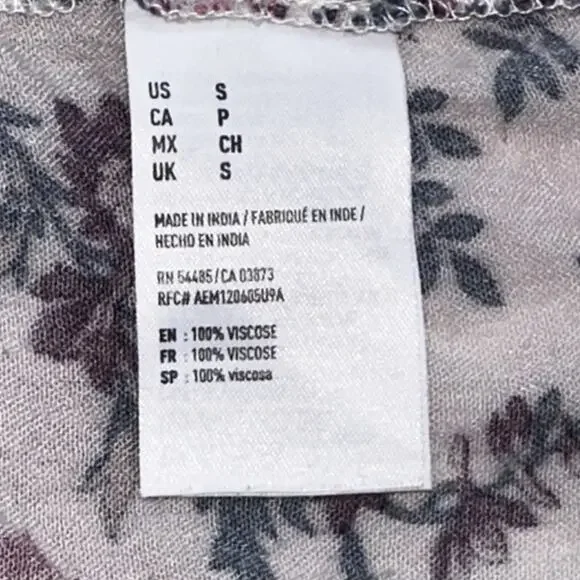 US S
CA P
MX CH
UK S
MADE IN INDIA / FABRIQUÉ EN INDE /
HECHO EN INDIA
RN 54485/CA 03873
RFC# AEM120605U9A
EN : 100% VISCOSE
FR : 100% VISCOSE
SP : 100% viscosa